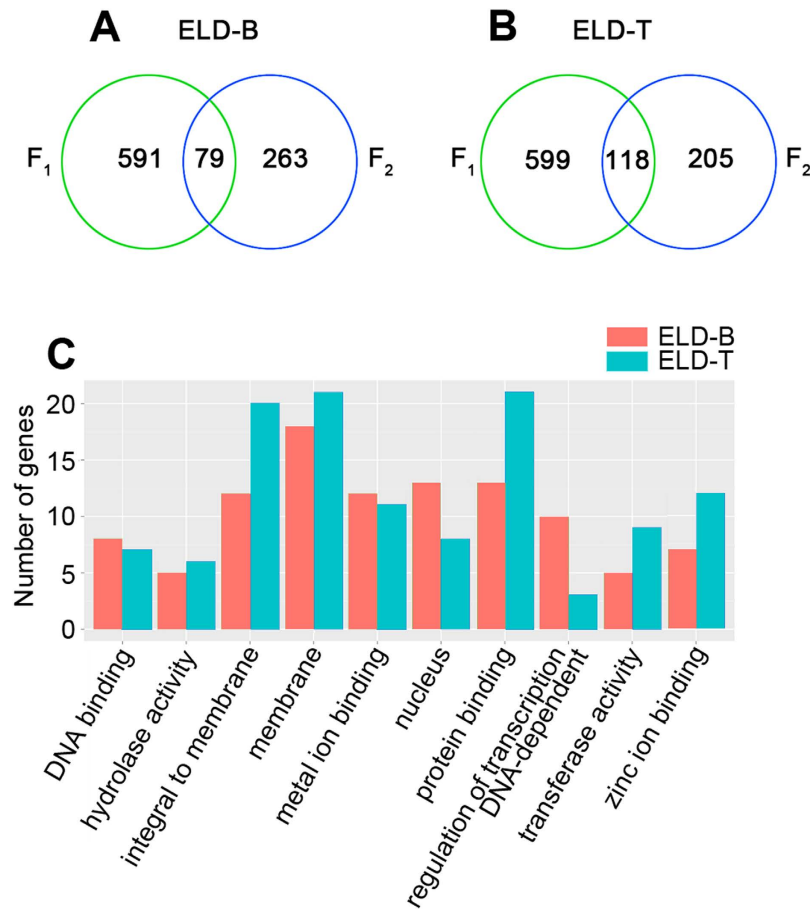 A ELD-B
B ELD-T
F1 591 79 263 F2
F1 599 118 205 F2
C
ELD-B
ELD-T
Number of genes
20
15
10
5
0
DNA binding
hydrolase activity
integral to membrane
membrane
metal ion binding
nucleus
protein binding
regulation of transcription
DNA-dependent
transferase activity
zinc ion binding